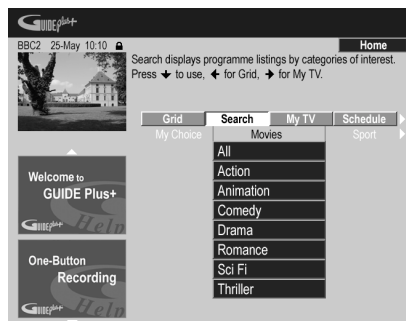 GUIDE Plus+
BBC2 25-May 10:10
Home
Search displays programme listings by categories of interest.
Press to use, for Grid, for My TV.
Grid Search My TV Schedule
My Choice Movies Sport
All
Action
Animation
Comedy
Drama
Romance
Sci Fi
Thriller
Welcome to
GUIDE Plus+
GUIDE Plus+ Help
One-Button
Recording
GUIDE Plus+ Help